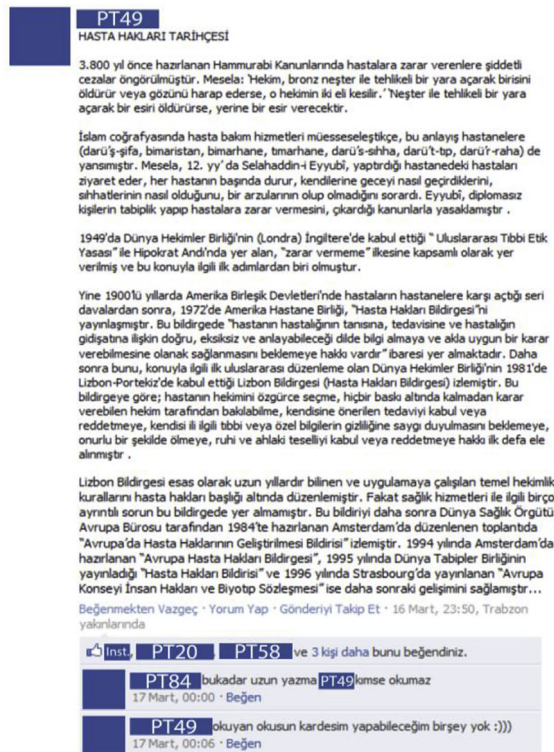 PT49
HASTA HAKLARI TARİHÇESİ
3.800 yıl önce hazırlanan Hammurabi Kanunlarında hastalara zarar verenlere şiddetli
cezalar öngörülmüştür. Mesela: 'Hekim, bronz neşter ile tehlikeli bir yara açarak birisini
öldürür veya gözünü harap ederse, o hekimin iki eli kesilir.' 'Neşter ile tehlikeli bir yara
açarak bir esiri öldürürse, yerine bir esir verecektir.
İslam coğrafyasında hasta bakım hizmetleri müesseseleştikçe, bu anlayış hastanelere
(darü'ş-şifa, bimaristan, bimarhane, tımarhane, darü's-sıhha, darü't-tıp, darü'r-raha) de
yansımıştır. Mesela, 12. yy'da Selahaddin-i Eyyubî, yaptırdığı hastanedeki hastaları
ziyaret eder, her hastanın başında durur, kendilerine geceyi nasıl geçirdiklerini,
sıhhatlerinin nasıl olduğunu, bir arzularının olup olmadığını sorardı. Eyyubî, diplomasız
kişilerin tabiplik yapıp hastalara zarar vermesini, çıkardığı kanunlarla yasaklamıştır .
1949'da Dünya Hekimler Birliği'nin (Londra) İngiltere'de kabul ettiği " Uluslararası Tıbbi Etik
Yasası" ile Hipokrat Andı'nda yer alan, "zarar vermeme" ilkesine kapsamlı olarak yer
verilmiş ve bu konuyla ilgili ilk adımlardan biri olmuştur.
Yine 1900'lü yıllarda Amerika Birleşik Devletleri'nde hastaların hastanelere karşı açtığı seri
davalardan sonra, 1972'de Amerika Hastane Birliği, "Hasta Hakları Bildirgesi"ni
yayınlaşmıştır. Bu bildirgede "hastanın hastalığının tanısına, tedavisine ve hastalığın
gidişatına ilişkin doğru, eksiksiz ve anlayabileceği dilde bilgi almaya ve akla uygun bir karar
verebilmesine olanak sağlanmasını beklemeye hakkı vardır" ibaresi yer almaktadır. Daha
sonra bunu, konuyla ilgili ilk uluslararası düzenleme olan Dünya Hekimler Birliği'nin 1981'de
Lizbon-Portekiz'de kabul ettiği Lizbon Bildirgesi (Hasta Hakları Bildirgesi) izlemiştir. Bu
bildirgeye göre; hastanın hekimini özgürce seçme, hiçbir baskı altında kalmadan karar
verebilen hekim tarafından bakılabilme, kendisine önerilen tedaviyi kabul veya
reddetmeye, kendisi ili ilgili tıbbi veya özel bilgilerin gizliliğine saygı duyulmasını beklemeye,
onurlu bir şekilde ölmeye, ruhi ve ahlaki teselliyi kabul veya reddetmeye hakkı ilk defa ele
alınmıştır .
Lizbon Bildirgesi esas olarak uzun yıllardır bilinen ve uygulamaya çalışılan temel hekimlik
kurallarını hasta hakları başlığı altında düzenlemiştir. Fakat sağlık hizmetleri ile ilgili birço
ayrıntılı sorun bu bildirgede yer almamıştır. Bu bildiriyi daha sonra Dünya Sağlık Örgütü
Avrupa Bürosu tarafından 1984'te hazırlanan Amsterdam'da düzenlenen toplantıda
"Avrupa'da Hasta Haklarının Geliştirilmesi Bildirisi" izlemiştir. 1994 yılında Amsterdam'da
hazırlanan "Avrupa Hasta Hakları Bildirgesi", 1995 yılında Dünya Tabipler Birliğinin
yayınladığı "Hasta Hakları Bildirisi" ve 1996 yılında Strasbourg'da yayınlanan "Avrupa
Konseyi İnsan Hakları ve Biyotıp Sözleşmesi" ise daha sonraki gelişimini sağlamıştır...
Beğenmekten Vazgeç · Yorum Yap · Gönderiyi Takip Et · 16 Mart, 23:50, Trabzon
yakınlarında
Inst., PT20 , PT58 ve 3 kişi daha bunu beğendiniz.
PT84 bukadar uzun yazma PT49 kımse okumaz
17 Mart, 00:00 · Beğen
PT49 okuyan okusun kardesim yapabileceğim birşey yok :)))
17 Mart, 00:06 · Beğen